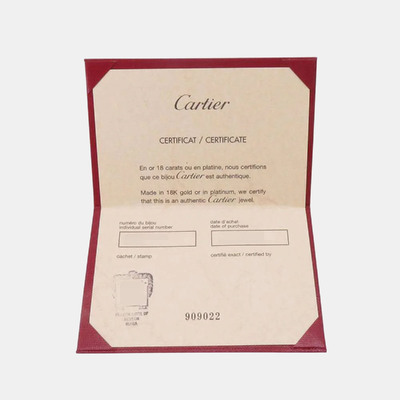 Cartier
CERTIFICAT / CERTIFICATE
En or 18 carats ou en platine, nous certifions
que ce bijou Cartier est authentique.
Made in 18K gold or in platinum, we certify
that this is an authentic Cartier jewel.
numéro du bijou
individual serial number
date d'achat
date of purchase
cachet / stamp
certifié exact / certified by
909022